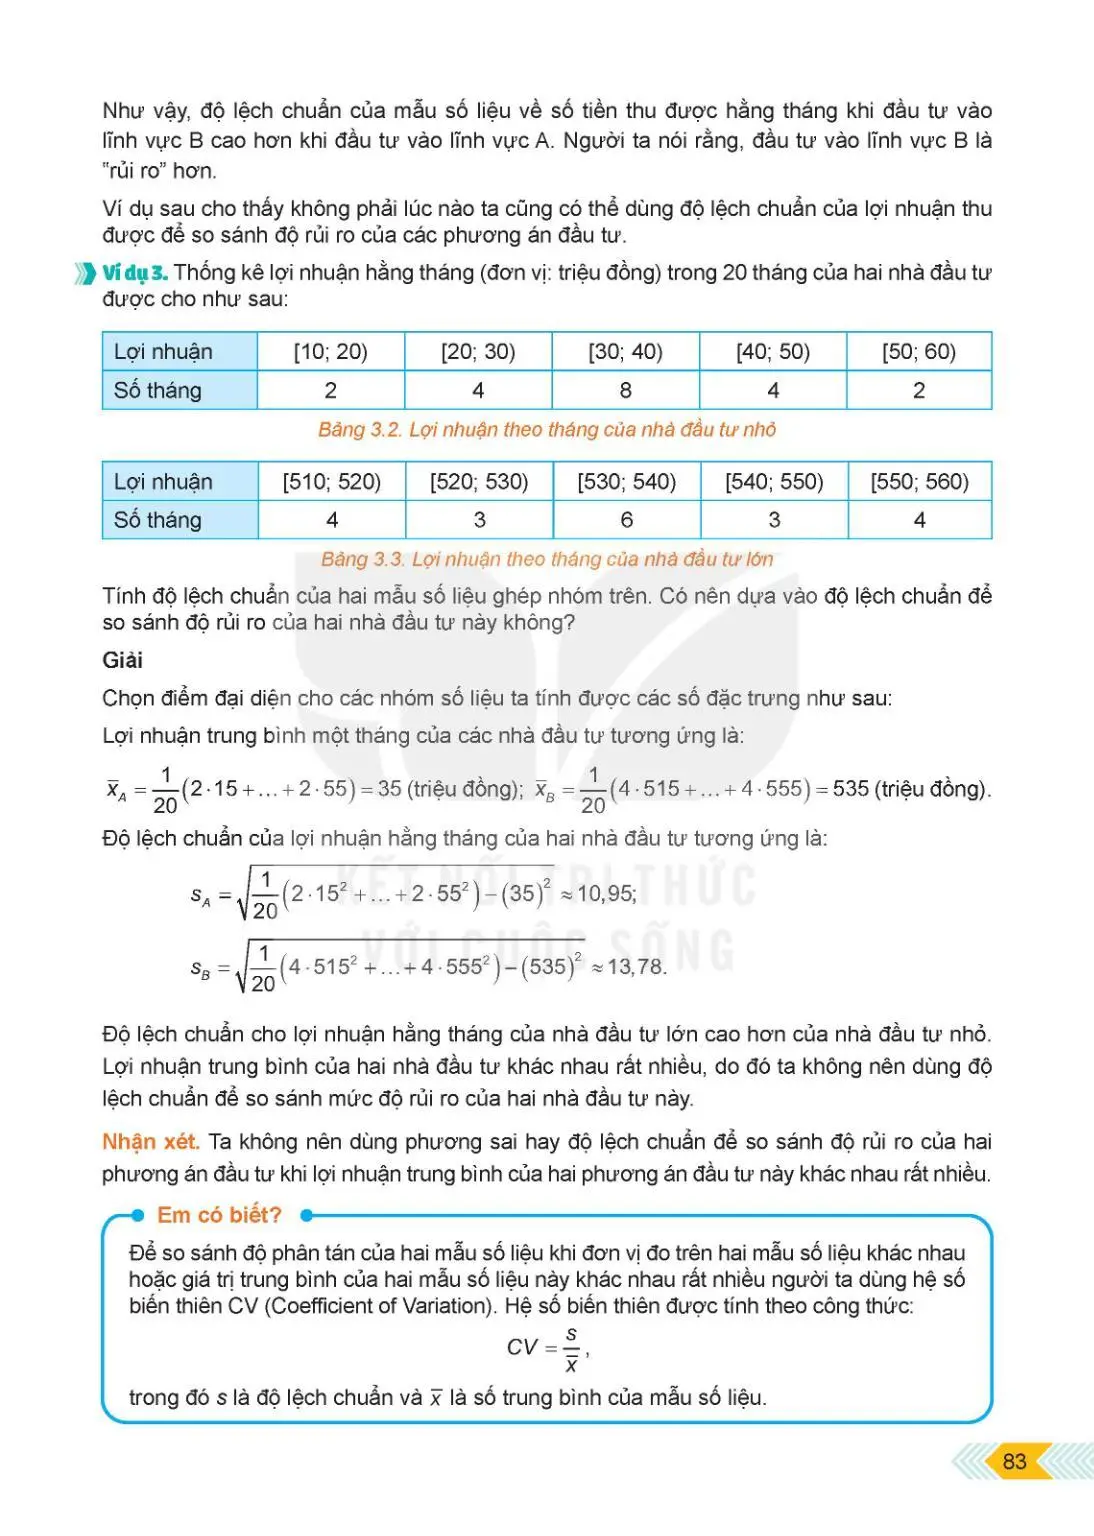 Như vậy, độ lệch chuẩn của mẫu số liệu về số tiền thu được hằng tháng khi đầu tư vào
lĩnh vực B cao hơn khi đầu tư vào lĩnh vực A. Người ta nói rằng, đầu tư vào lĩnh vực B là
"rủi ro" hơn.
Ví dụ sau cho thấy không phải lúc nào ta cũng có thể dùng độ lệch chuẩn của lợi nhuận thu
được để so sánh độ rủi ro của các phương án đầu tư.
Ví dụ 3. Thống kê lợi nhuận hằng tháng (đơn vị: triệu đồng) trong 20 tháng của hai nhà đầu tư
được cho như sau:
Lợi nhuận [10; 20) [20; 30) [30; 40) [40; 50) [50; 60)
Số tháng 2 4 8 4 2
Bảng 3.2. Lợi nhuận theo tháng của nhà đầu tư nhỏ
Lợi nhuận [510; 520) [520; 530) [530; 540) [540; 550) [550; 560)
Số tháng 4 3 6 3 4
Bảng 3.3. Lợi nhuận theo tháng của nhà đầu tư lớn
Tính độ lệch chuẩn của hai mẫu số liệu ghép nhóm trên. Có nên dựa vào độ lệch chuẩn để
so sánh độ rủi ro của hai nhà đầu tư này không?
Giải
Chọn điểm đại diện cho các nhóm số liệu ta tính được các số đặc trưng như sau:
Lợi nhuận trung bình một tháng của các nhà đầu tư tương ứng là:
x̄_A = 1/20 (2·15 + ... + 2·55) = 35 (triệu đồng); x̄_B = 1/20 (4·515 + ... + 4·555) = 535 (triệu đồng).
Độ lệch chuẩn của lợi nhuận hằng tháng của hai nhà đầu tư tương ứng là:
s_A = √(1/20 (2·15² + ... + 2·55²) − (35)²) ≈ 10,95;
KẾT NỐI TRI THỨC
VỚI CUỘC SỐNG
s_B = √(1/20 (4·515² + ... + 4·555²) − (535)²) ≈ 13,78.
Độ lệch chuẩn cho lợi nhuận hằng tháng của nhà đầu tư lớn cao hơn của nhà đầu tư nhỏ.
Lợi nhuận trung bình của hai nhà đầu tư khác nhau rất nhiều, do đó ta không nên dùng độ
lệch chuẩn để so sánh mức độ rủi ro của hai nhà đầu tư này.
Nhận xét. Ta không nên dùng phương sai hay độ lệch chuẩn để so sánh độ rủi ro của hai
phương án đầu tư khi lợi nhuận trung bình của hai phương án đầu tư này khác nhau rất nhiều.
Em có biết?
Để so sánh độ phân tán của hai mẫu số liệu khi đơn vị đo trên hai mẫu số liệu khác nhau
hoặc giá trị trung bình của hai mẫu số liệu này khác nhau rất nhiều người ta dùng hệ số
biến thiên CV (Coefficient of Variation). Hệ số biến thiên được tính theo công thức:
CV = s/x̄,
trong đó s là độ lệch chuẩn và x̄ là số trung bình của mẫu số liệu.
83